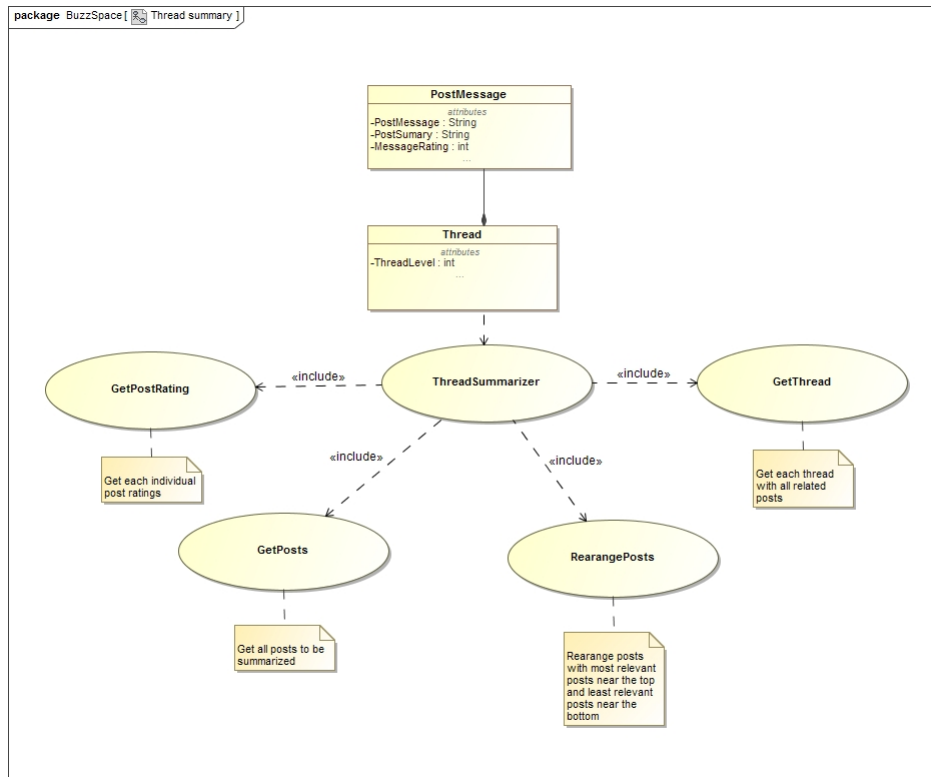 package BuzzSpace [ Thread summary ]
PostMessage
attributes
-PostMessage : String
-PostSumary : String
-MessageRating : int
...
Thread
attributes
-ThreadLevel : int
...
ThreadSummarizer
GetPostRating
«include»
«include»
GetThread
Get each individual
post ratings
«include»
«include»
Get each thread
with all related
posts
GetPosts
RearangePosts
Get all posts to be
summarized
Rearange posts
with most relevant
posts near the top
and least relevant
posts near the
bottom